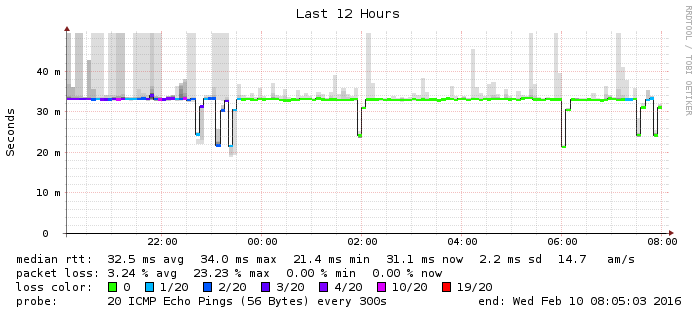 Last 12 Hours
RRDTOOL / TOBI OETIKER
Seconds
40 m
30 m
20 m
10 m
0
22:00 00:00 02:00 04:00 06:00 08:00
median rtt: 32.5 ms avg 34.0 ms max 21.4 ms min 31.1 ms now 2.2 ms sd 14.7 am/s
packet loss: 3.24 % avg 23.23 % max 0.00 % min 0.00 % now
loss color: 0 1/20 2/20 3/20 4/20 10/20 19/20
probe: 20 ICMP Echo Pings (56 Bytes) every 300s end: Wed Feb 10 08:05:03 2016